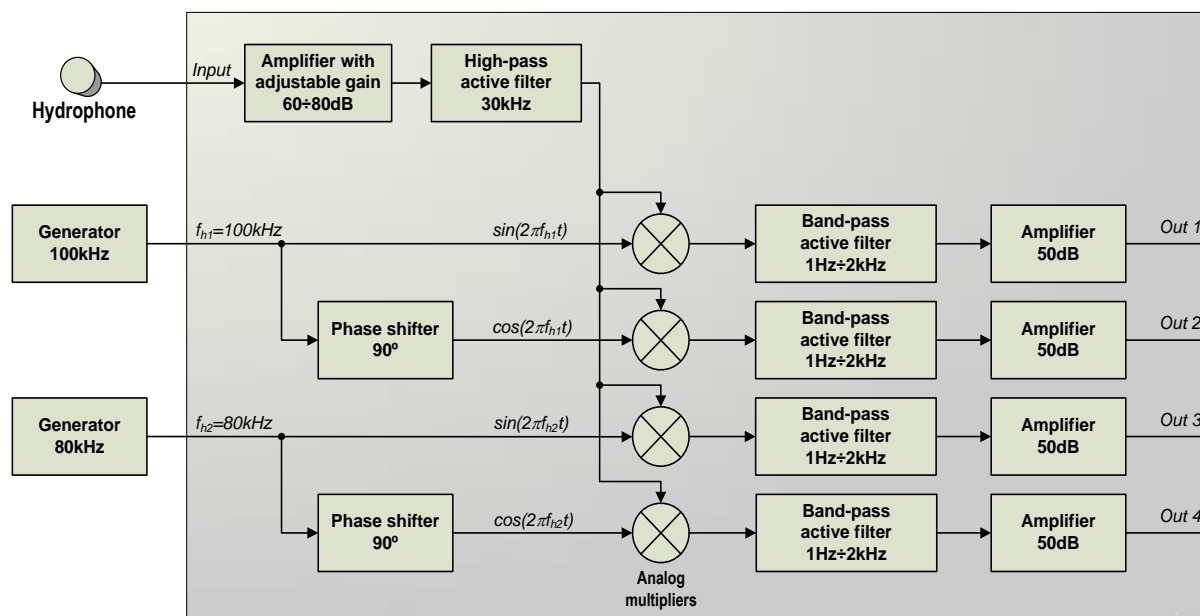 Hydrophone
Input
Amplifier with
adjustable gain
60÷80dB
High-pass
active filter
30kHz
Generator
100kHz
fh1=100kHz
sin(2πfh1t)
Band-pass
active filter
1Hz÷2kHz
Amplifier
50dB
Out 1
Phase shifter
90º
cos(2πfh1t)
Band-pass
active filter
1Hz÷2kHz
Amplifier
50dB
Out 2
Generator
80kHz
fh2=80kHz
sin(2πfh2t)
Band-pass
active filter
1Hz÷2kHz
Amplifier
50dB
Out 3
Phase shifter
90º
cos(2πfh2t)
Band-pass
active filter
1Hz÷2kHz
Amplifier
50dB
Out 4
Analog
multipliers